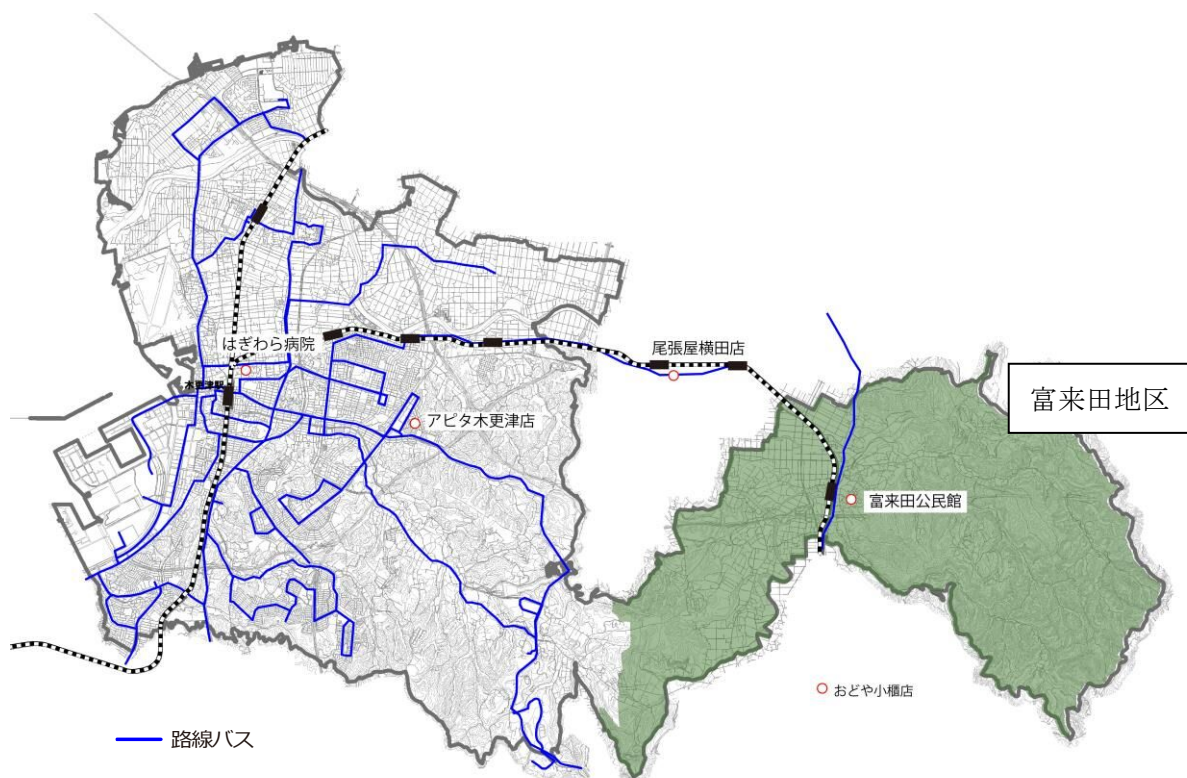 尾張屋横田店
はぎわら病院
富来田地区
木更津駅
アピタ木更津店
富来田公民館
おどや小櫃店
路線バス